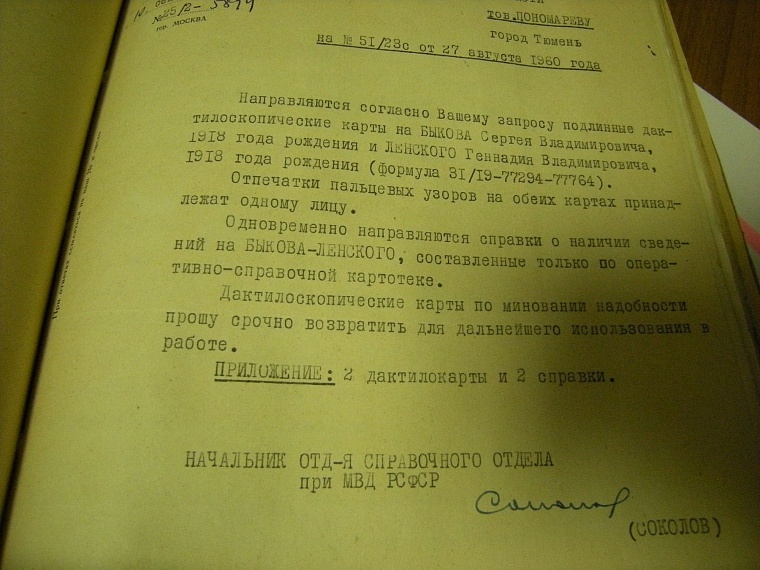 №25/2- 5844
гор. МОСКВА
тов.ПОНОМАРЕВУ
город Тюмень
на № 51/23с от 27 августа 1960 года
Направляются согласно Вашему запросу подлинные дак-
тилоскопические карты на БЫКОВА Сергея Владимировича,
1918 года рождения и ЛЕНСКОГО Геннадия Владимировича,
1918 года рождения (формула 31/19-77294-77764).
Отпечатки пальцевых узоров на обеих картах принад-
лежат одному лицу.
Одновременно направляются справки о наличии сведе-
ний на БЫКОВА-ЛЕНСКОГО, составленные только по опера-
тивно-справочной картотеке.
Дактилоскопические карты по миновании надобности
прошу срочно возвратить для дальнейшего использования в
работе.
ПРИЛОЖЕНИЕ: 2 дактилокарты и 2 справки.
НАЧАЛЬНИК ОТД-Я СПРАВОЧНОГО ОТДЕЛА
при МВД РСФСР
(СОКОЛОВ)